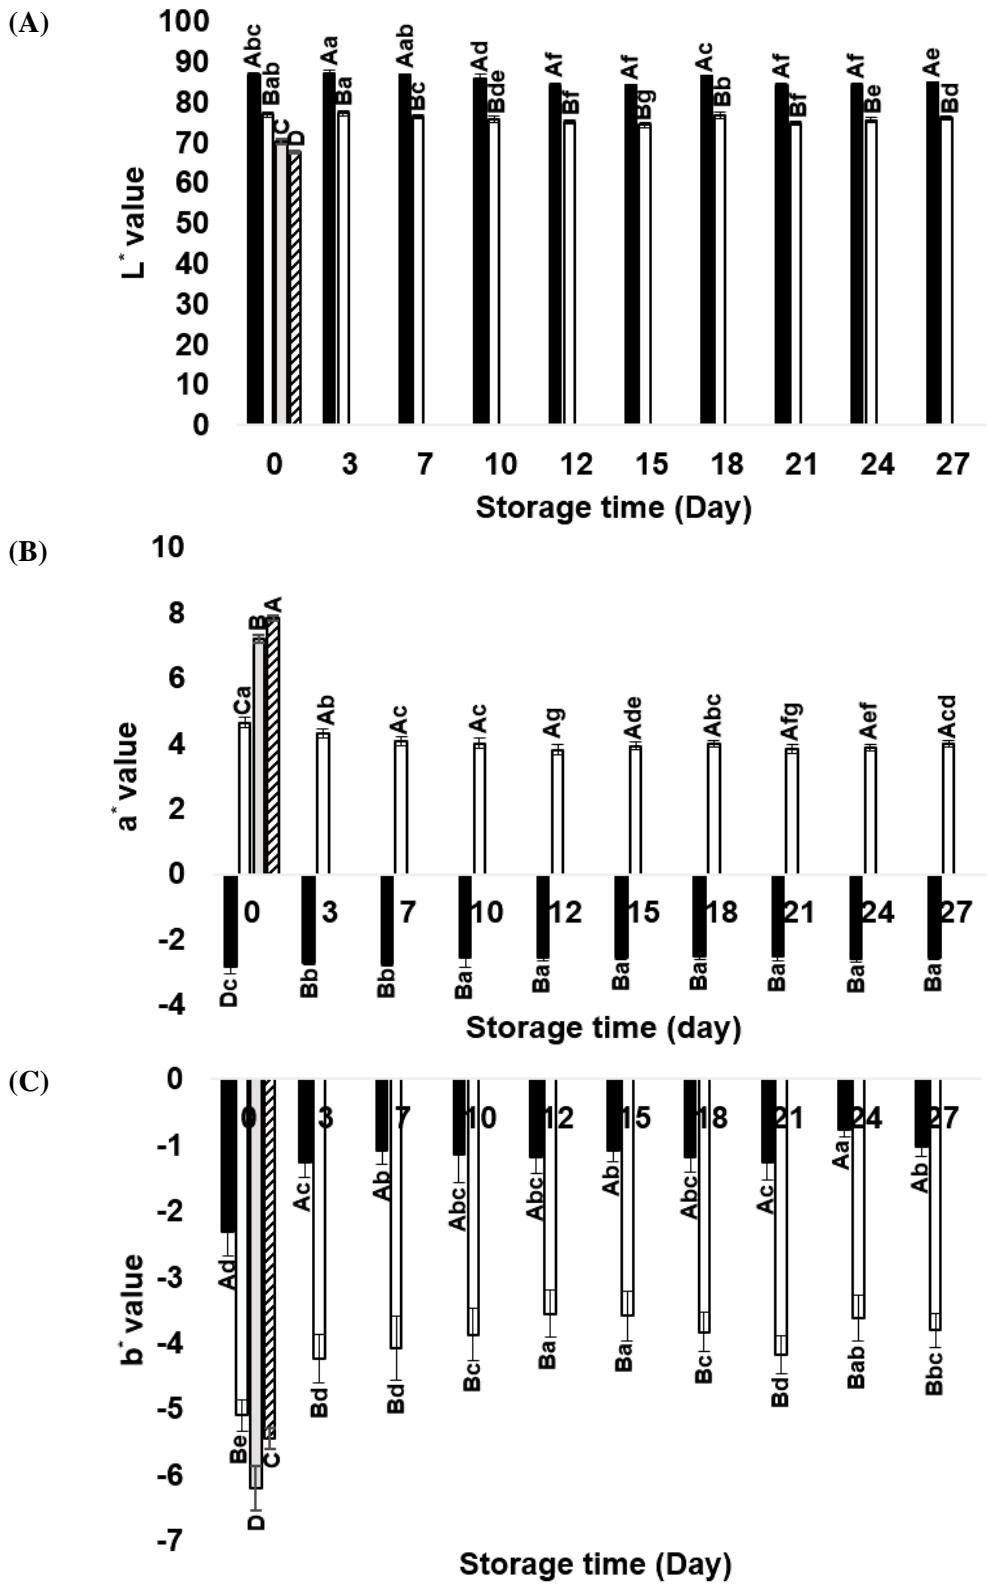 (A)
100
90
80
70
60
50
40
30
20
10
0
L* value
Abc Bab C D Aa Ba Aab Bc Ad Bde Af Bf Af Bg Ac Bb Af Bf Af Be Ae Bd
0 3 7 10 12 15 18 21 24 27
Storage time (Day)
(B)
10
8
6
4
2
0
-2
-4
a* value
Ca B A Ab Ac Ac Ag Ade Abc Afg Aef Acd
0 3 7 10 12 15 18 21 24 27
Dc Bb Bb Ba Ba Ba Ba Ba Ba Ba
Storage time (day)
(C)
0
-1
-2
-3
-4
-5
-6
-7
b* value
0 3 7 10 12 15 18 21 24 27
Ad Ac Ab Abc Abc Ab Abc Ac Aa Ab
Be D C Bd Bd Bc Ba Ba Bc Bd Bab Bbc
Storage time (Day)